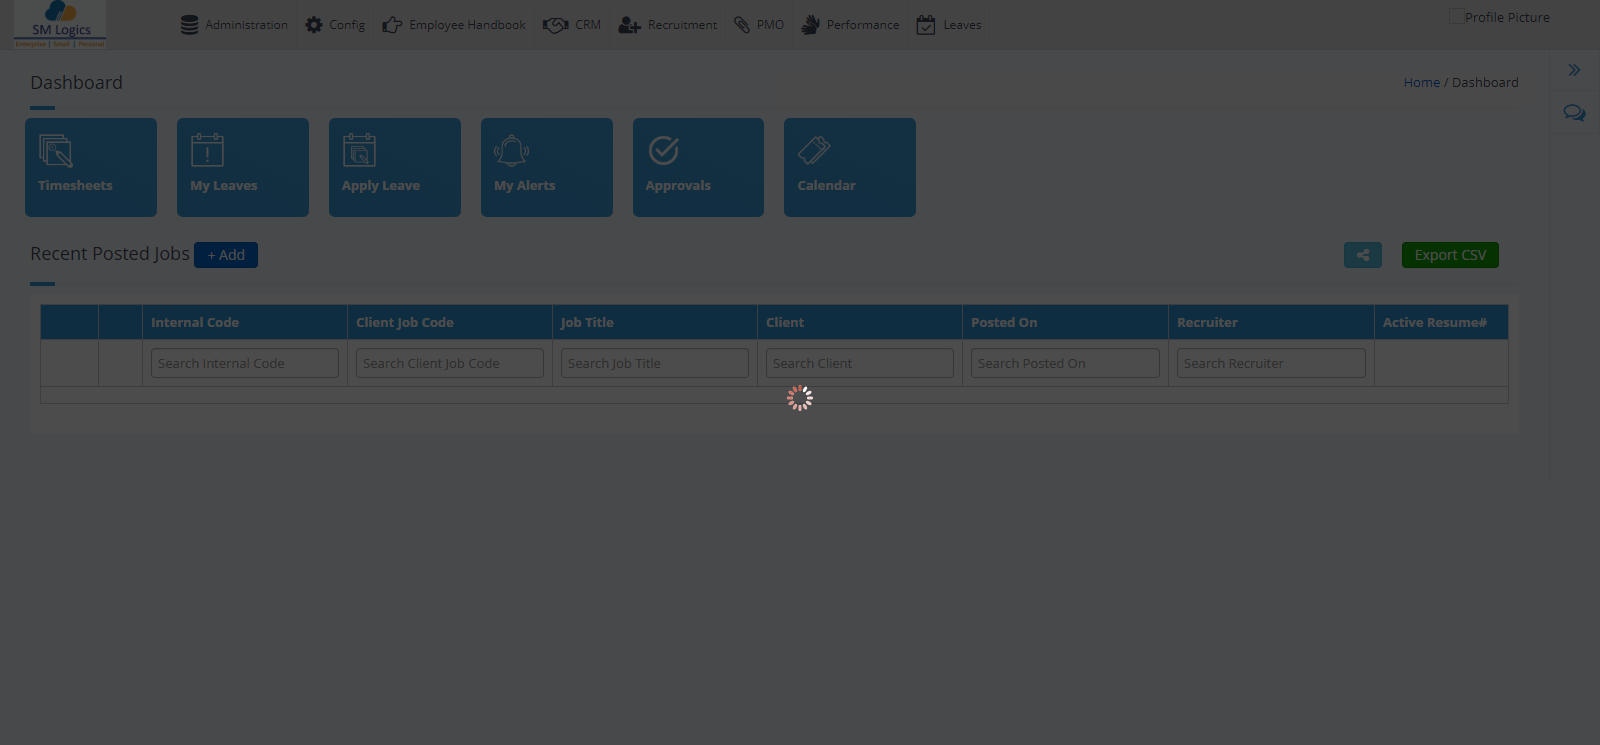 SM Logics
Enterprise | Small | Personal
Administration Config Employee Handbook CRM Recruitment PMO Performance Leaves
Profile Picture
Dashboard
Home / Dashboard
Timesheets My Leaves Apply Leave My Alerts Approvals Calendar
Recent Posted Jobs + Add Export CSV
Internal Code Client Job Code Job Title Client Posted On Recruiter Active Resume#
Search Internal Code Search Client Job Code Search Job Title Search Client Search Posted On Search Recruiter